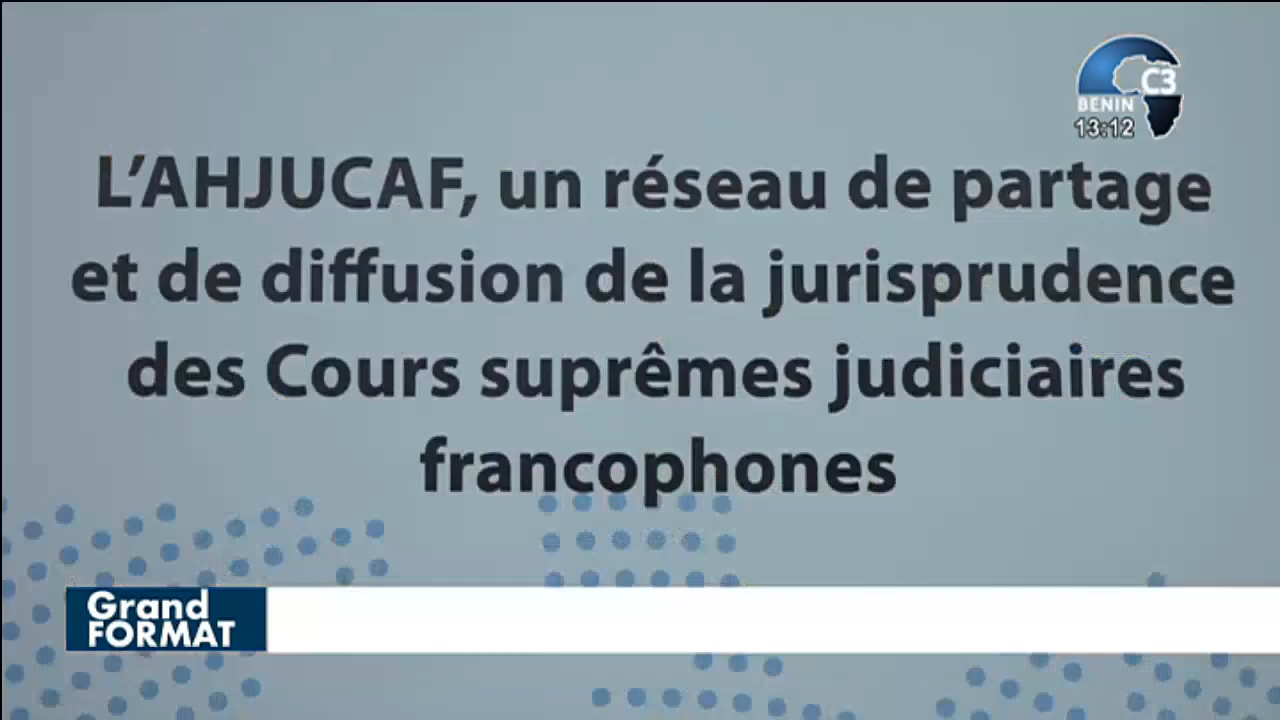 C3
BENIN
13:12
L’AHJUCAF, un réseau de partage
et de diffusion de la jurisprudence
des Cours suprêmes judiciaires
francophones
Grand
FORMAT